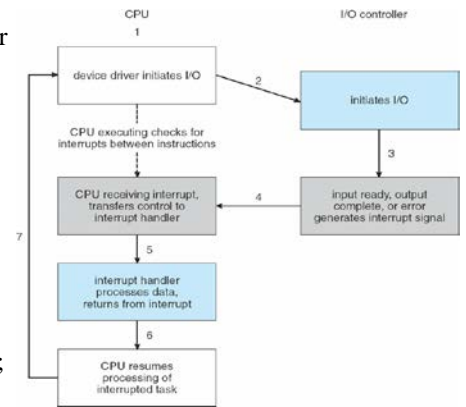 CPU
I/O controller
1
r
device driver initiates I/O
2
initiates I/O
CPU executing checks for
interrupts between instructions
3
CPU receiving interrupt,
transfers control to
interrupt handler
4
input ready, output
complete, or error
generates interrupt signal
7
5
interrupt handler
processes data,
returns from interrupt
6
;
CPU resumes
processing of
interrupted task